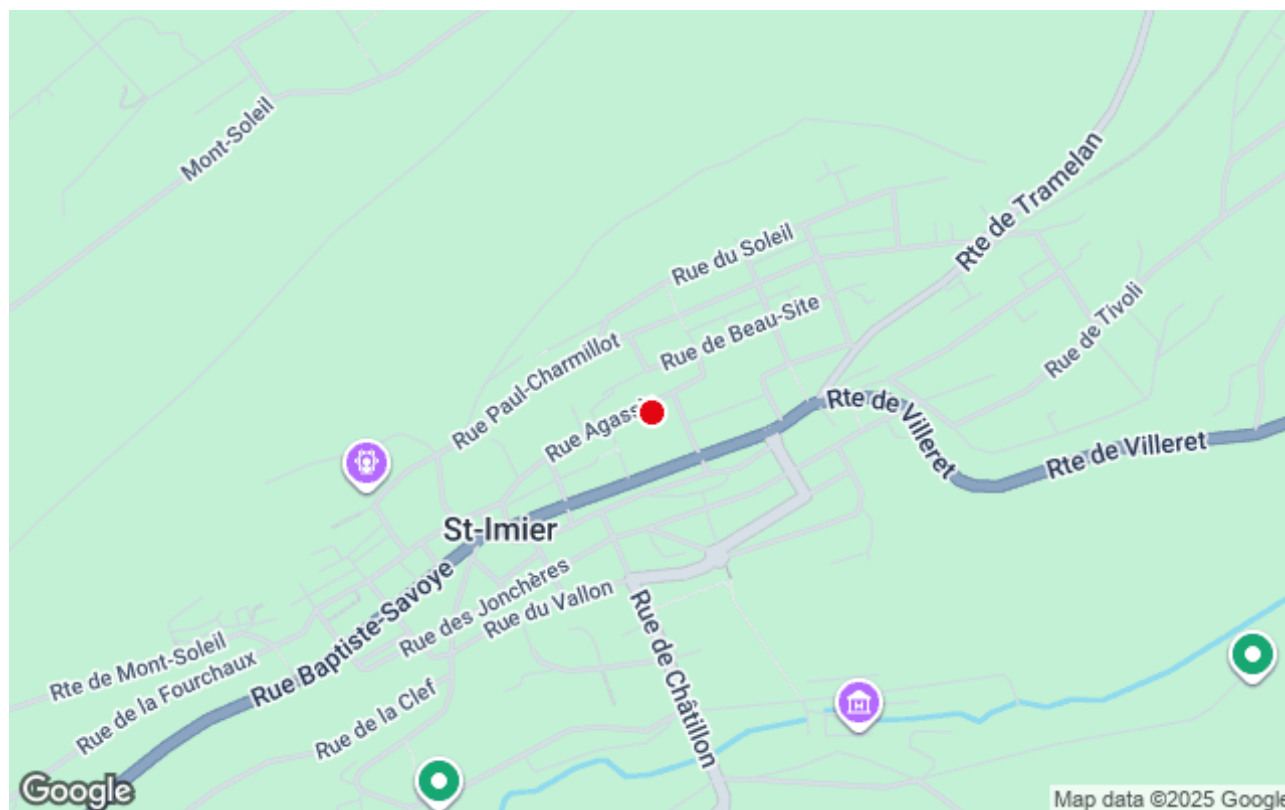 Mont-Soleil
Rte de Tramelan
Rue du Soleil
Rue de Tivoli
Rue de Beau-Site
Rue Paul-Charmillot
Rte de Villeret
Rue Agass
Rte de Villeret
St-Imier
Rue des Jonchères
Rue du Vallon
Rue Baptiste-Savoye
Rue de Châtillon
Rte de Mont-Soleil
Rue de la Fourchaux
Rue de la Clef
H
Google
Map data ©2025 Google